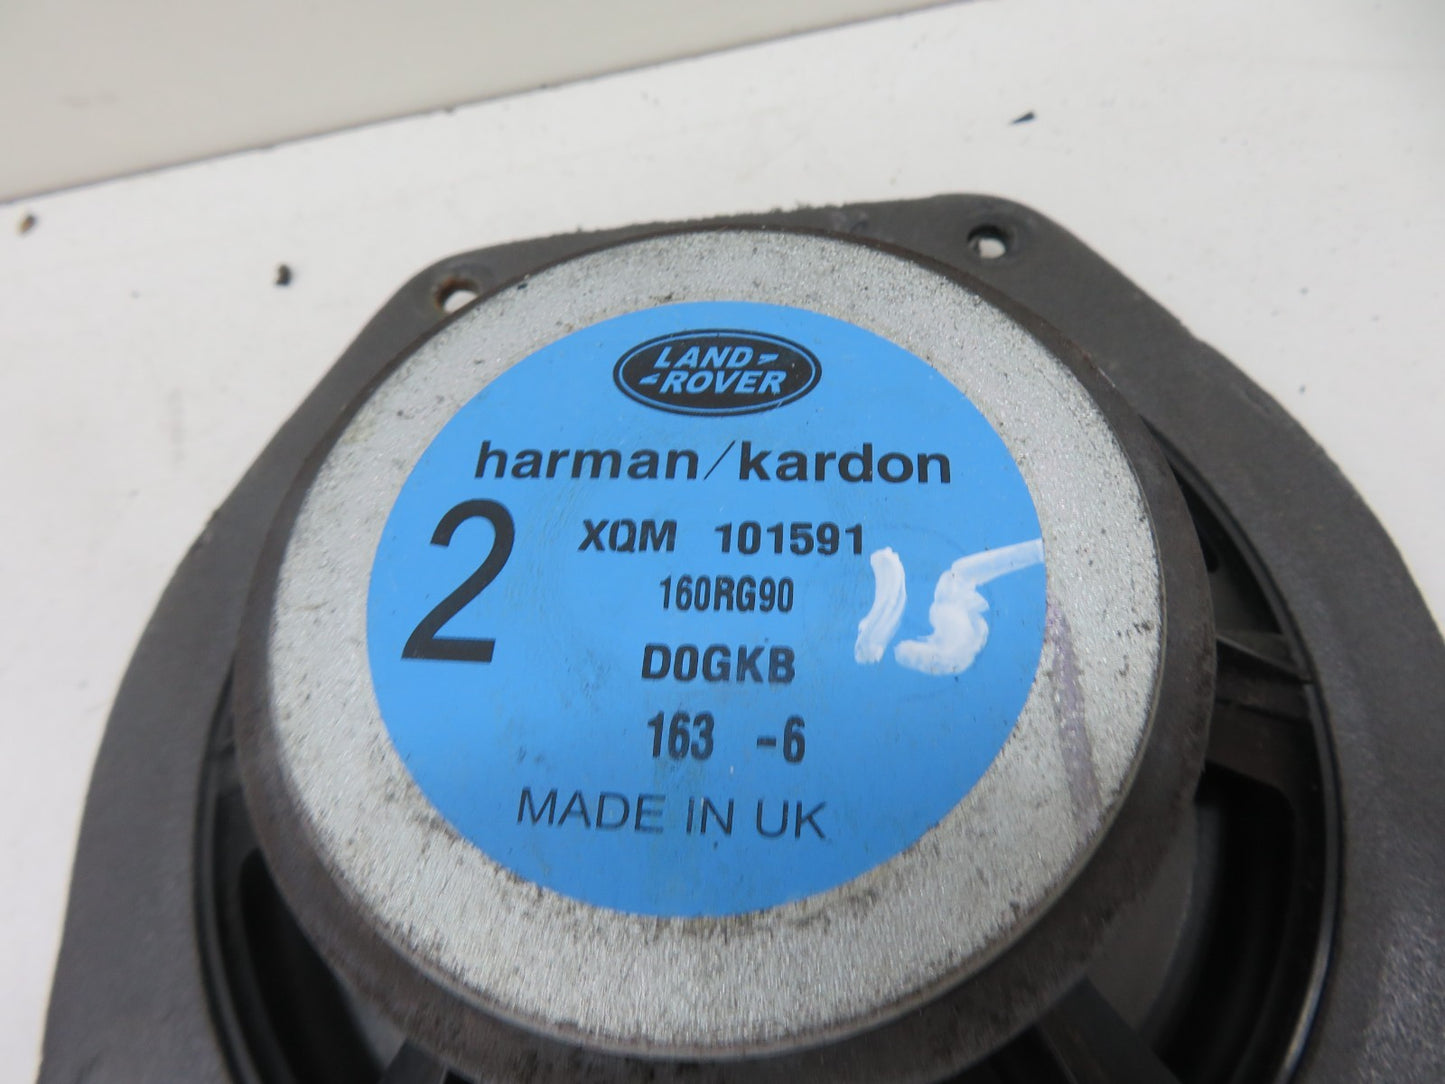 LAND
ROVER
harman/kardon
2
XQM 101591
160RG90
15
D0GKB
163 -6
MADE IN UK